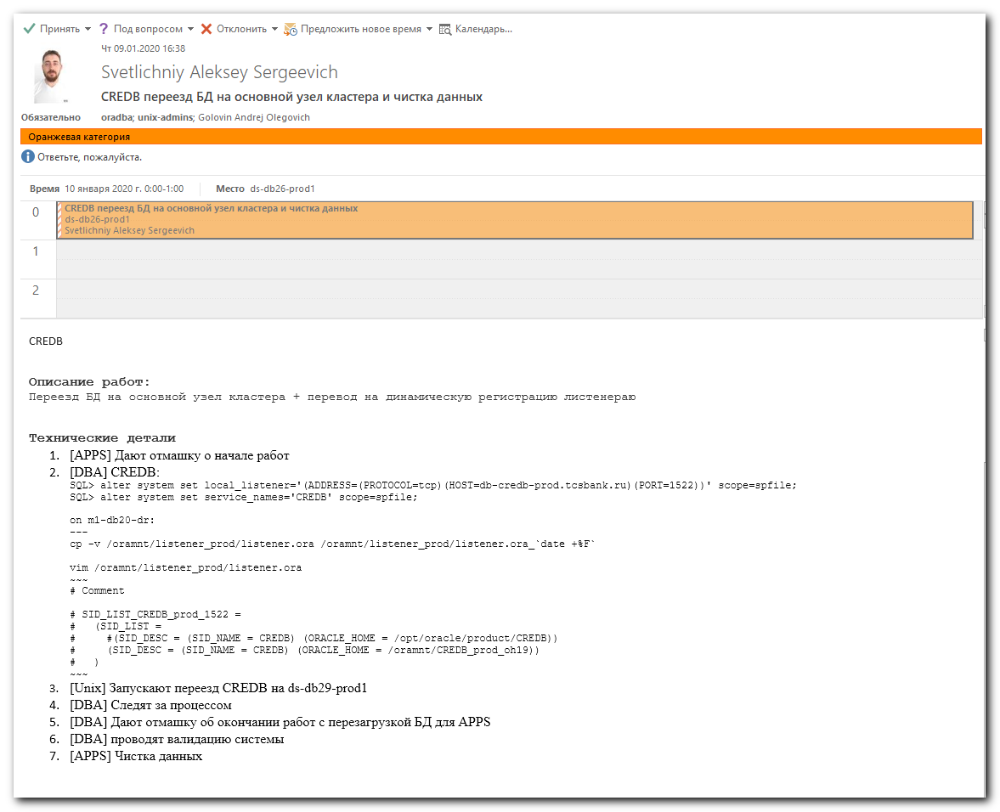 Принять Под вопросом Отклонить Предложить новое время Календарь...
Чт 09.01.2020 16:38
Svetlichniy Aleksey Sergeevich
CREDB переезд БД на основной узел кластера и чистка данных
Обязательно oradba; unix-admins; Golovin Andrej Olegovich
Оранжевая категория
Ответьте, пожалуйста.
Время 10 января 2020 г. 0:00-1:00 Место ds-db26-prod1
0 CREDB переезд БД на основной узел кластера и чистка данных
ds-db26-prod1
Svetlichniy Aleksey Sergeevich
1
2
CREDB
Описание работ:
Переезд БД на основной узел кластера + перевод на динамическую регистрацию листенераю
Технические детали
1. [APPS] Дают отмашку о начале работ
2. [DBA] CREDB:
SQL> alter system set local_listener='(ADDRESS=(PROTOCOL=tcp)(HOST=db-credb-prod.tcsbank.ru)(PORT=1522))' scope=spfile;
SQL> alter system set service_names='CREDB' scope=spfile;
on m1-db20-dr:
---
cp -v /oramnt/listener_prod/listener.ora /oramnt/listener_prod/listener.ora_`date +%F`
vim /oramnt/listener_prod/listener.ora
~~~
# Comment
# SID_LIST_CREDB_prod_1522 =
#   (SID_LIST =
#     #(SID_DESC = (SID_NAME = CREDB) (ORACLE_HOME = /opt/oracle/product/CREDB))
#     (SID_DESC = (SID_NAME = CREDB) (ORACLE_HOME = /oramnt/CREDB_prod_oh19))
#   )
~~~
3. [Unix] Запускают переезд CREDB на ds-db29-prod1
4. [DBA] Следят за процессом
5. [DBA] Дают отмашку об окончании работ с перезагрузкой БД для APPS
6. [DBA] проводят валидацию системы
7. [APPS] Чистка данных